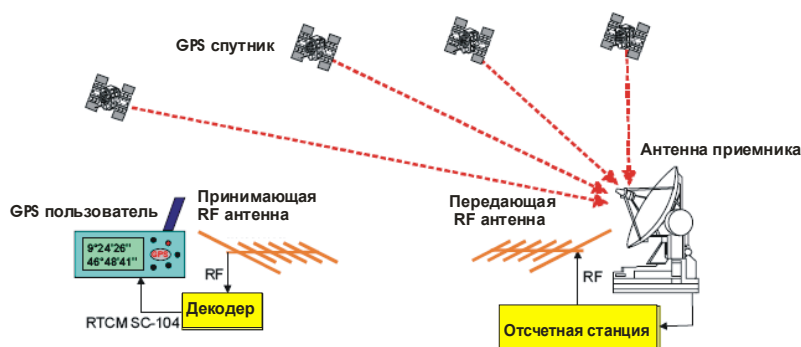 GPS спутник
Антенна приемника
Принимающая
RF антенна
Передающая
RF антенна
GPS пользователь
9°24'26"
46°48'41"
GPS
RF
RF
Декодер
RTCM SC-104
Отсчетная станция